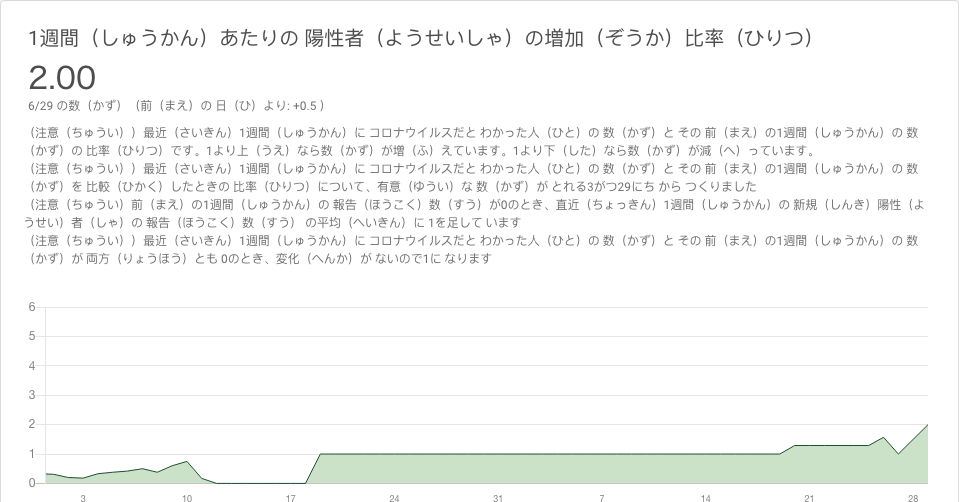 1週間（しゅうかん）あたりの 陽性者（ようせいしゃ）の増加（ぞうか）比率（ひりつ）
2.00
6/29 の数（かず）（前（まえ）の 日（ひ）より: +0.5 ）
（注意（ちゅうい））最近（さいきん）1週間（しゅうかん）に コロナウイルスだと わかった人（ひと）の 数（かず）と その 前（まえ）の1週間（しゅうかん）の 数
（かず）の 比率（ひりつ）です。1より上（うえ）なら数（かず）が増（ふ）えています。1より下（した）なら数（かず）が減（へ）っています。
（注意（ちゅうい））最近（さいきん）1週間（しゅうかん）に コロナウイルスだと わかった人（ひと）の 数（かず）と その 前（まえ）の1週間（しゅうかん）の 数
（かず）を 比較（ひかく）したときの 比率（ひりつ）について、有意（ゆうい）な 数（かず）が とれる3がつ29にち から つくりました
（注意（ちゅうい）前（まえ）の1週間（しゅうかん）の 報告（ほうこく）数（すう）が0のとき、直近（ちょっきん）1週間（しゅうかん）の 新規（しんき）陽性（よ
うせい）者（しゃ）の 報告（ほうこく）数（すう） の平均（へいきん）に 1を足して います
（注意（ちゅうい））最近（さいきん）1週間（しゅうかん）に コロナウイルスだと わかった人（ひと）の 数（かず）と その 前（まえ）の1週間（しゅうかん）の 数
（かず）が 両方（りょうほう）とも 0のとき、変化（へんか）が ないので1に なります
6
5
4
3
2
1
0
3 10 17 24 31 7 14 21 28